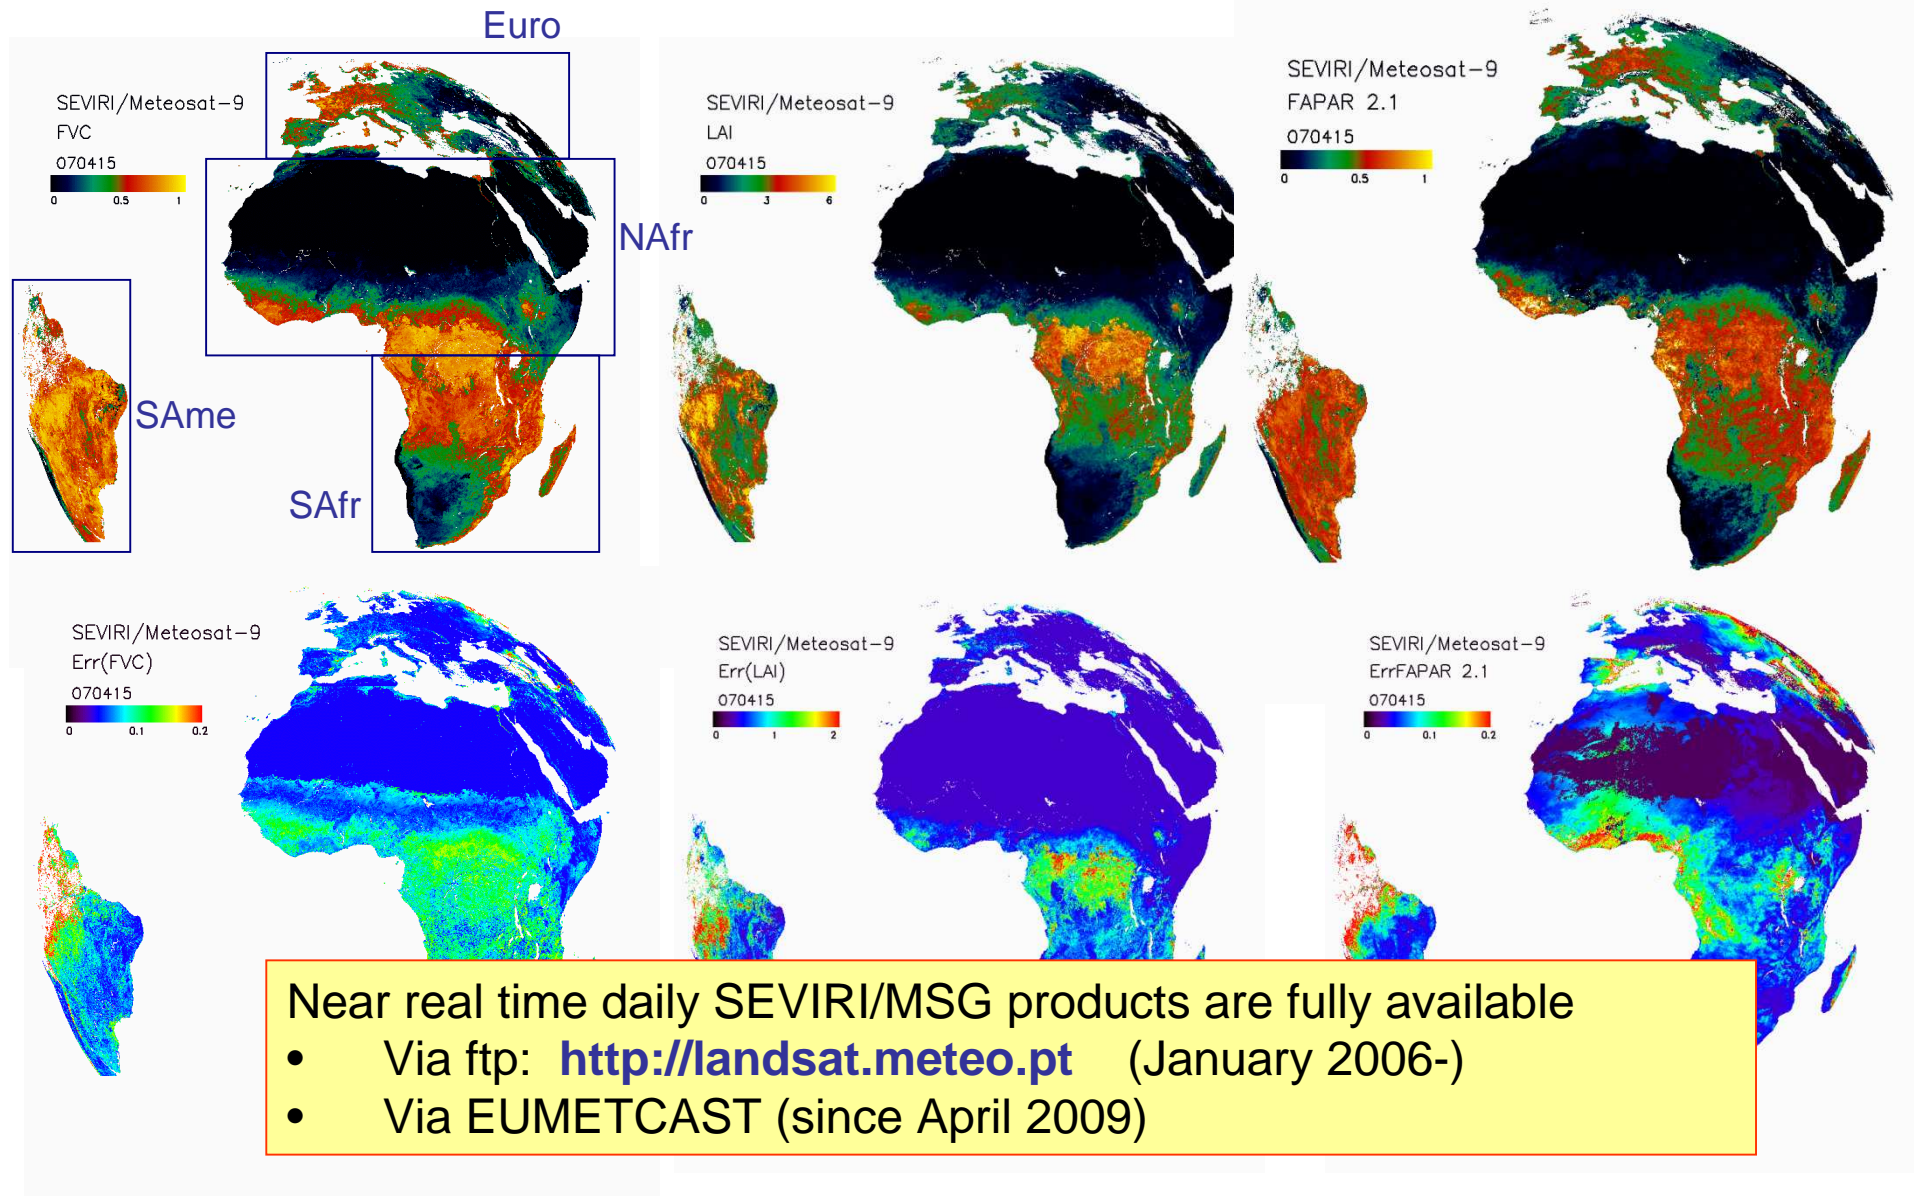 Euro
SEVIRI/Meteosat-9
FVC
070415
0 0.5 1
SEVIRI/Meteosat-9
LAI
070415
0 3 6
SEVIRI/Meteosat-9
FAPAR 2.1
070415
0 0.5 1
NAfr
SAme
SAfr
SEVIRI/Meteosat-9
Err(FVC)
070415
0 0.1 0.2
SEVIRI/Meteosat-9
Err(LAI)
070415
0 1 2
SEVIRI/Meteosat-9
ErrFAPAR 2.1
070415
0 0.1 0.2
Near real time daily SEVIRI/MSG products are fully available
• Via ftp: http://landsat.meteo.pt (January 2006-)
• Via EUMETCAST (since April 2009)